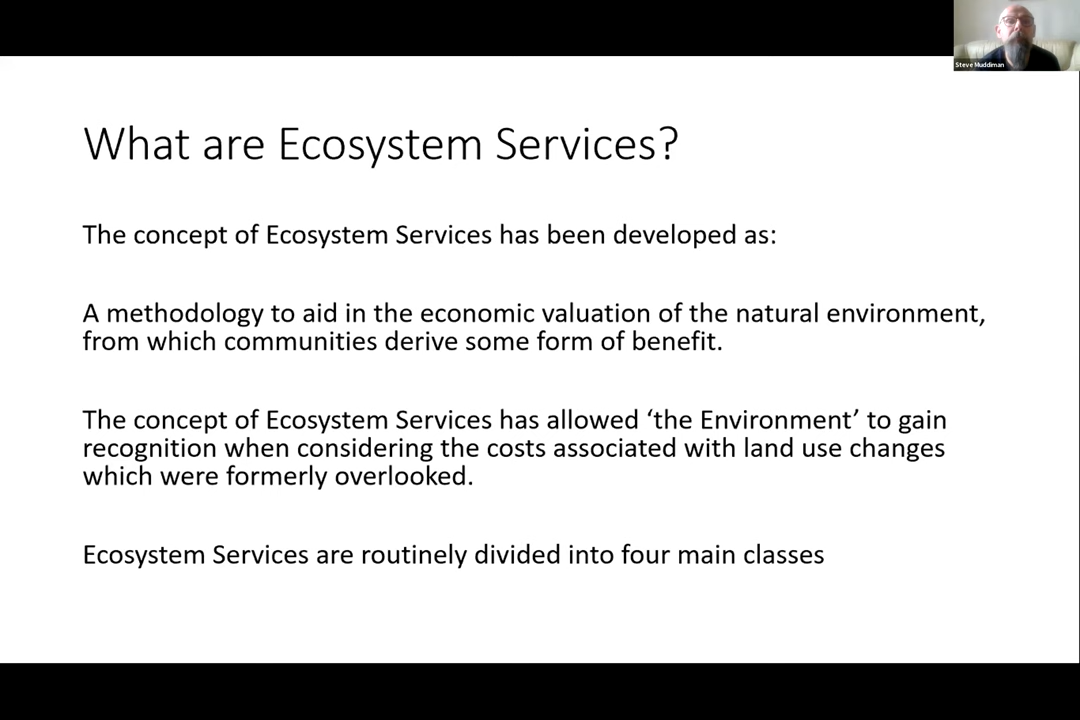 Steve Muddiman
What are Ecosystem Services?
The concept of Ecosystem Services has been developed as:
A methodology to aid in the economic valuation of the natural environment,
from which communities derive some form of benefit.
The concept of Ecosystem Services has allowed ‘the Environment’ to gain
recognition when considering the costs associated with land use changes
which were formerly overlooked.
Ecosystem Services are routinely divided into four main classes